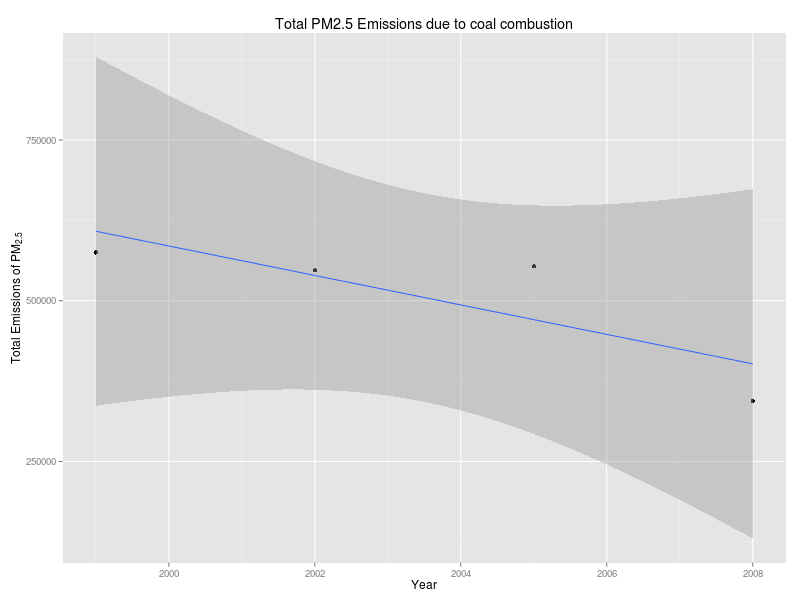 Total PM2.5 Emissions due to coal combustion
Total Emissions of PM2.5
750000
500000
250000
2000 2002 2004 2006 2008
Year